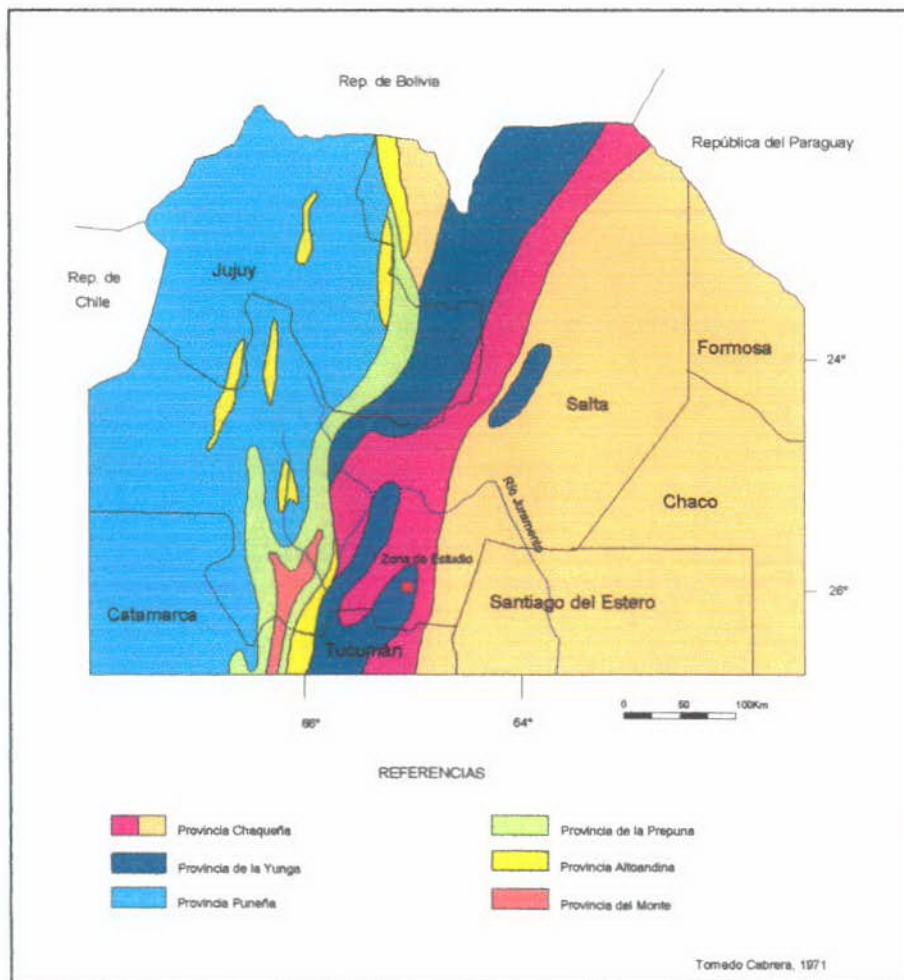 Rep. de Bolivia
República del Paraguay
Rep. de
Chile
Jujuy
Formosa
24°
Salta
Chaco
Río Juramento
Zona de Estudio
Santiago del Estero
26°
Catamarca
Tucumán
66°
64°
0 50 100Km
REFERENCIAS
Provincia Chaqueña
Provincia de la Prepuna
Provincia de la Yunga
Provincia Altoandina
Provincia Puneña
Provincia del Monte
Tomado Cabrera, 1971